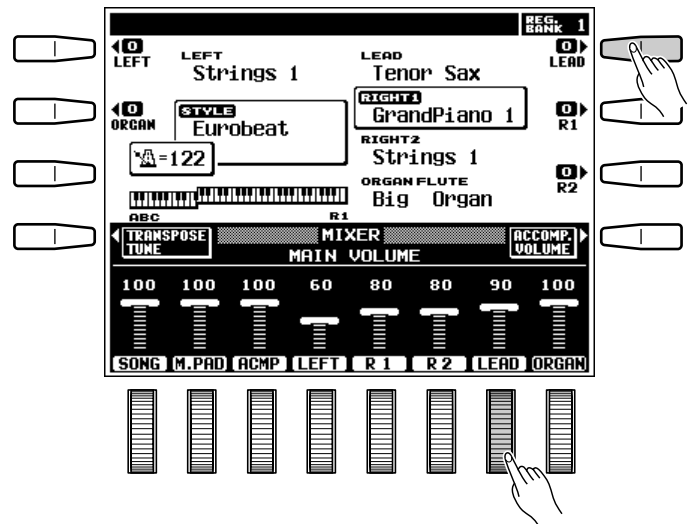 REG. BANK 1
0 LEFT
LEFT
Strings 1
LEAD
Tenor Sax
0 LEAD
0 ORGAN
STYLE
Eurobeat
RIGHT1
GrandPiano 1
0 R1
=122
RIGHT2
Strings 1
0 R2
ORGAN FLUTE
Big Organ
ABC
R1
TRANSPOSE TUNE
MIXER
MAIN VOLUME
ACCOMP. VOLUME
100 100 100 60 80 80 90 100
SONG M.PAD ACMP LEFT R 1 R 2 LEAD ORGAN